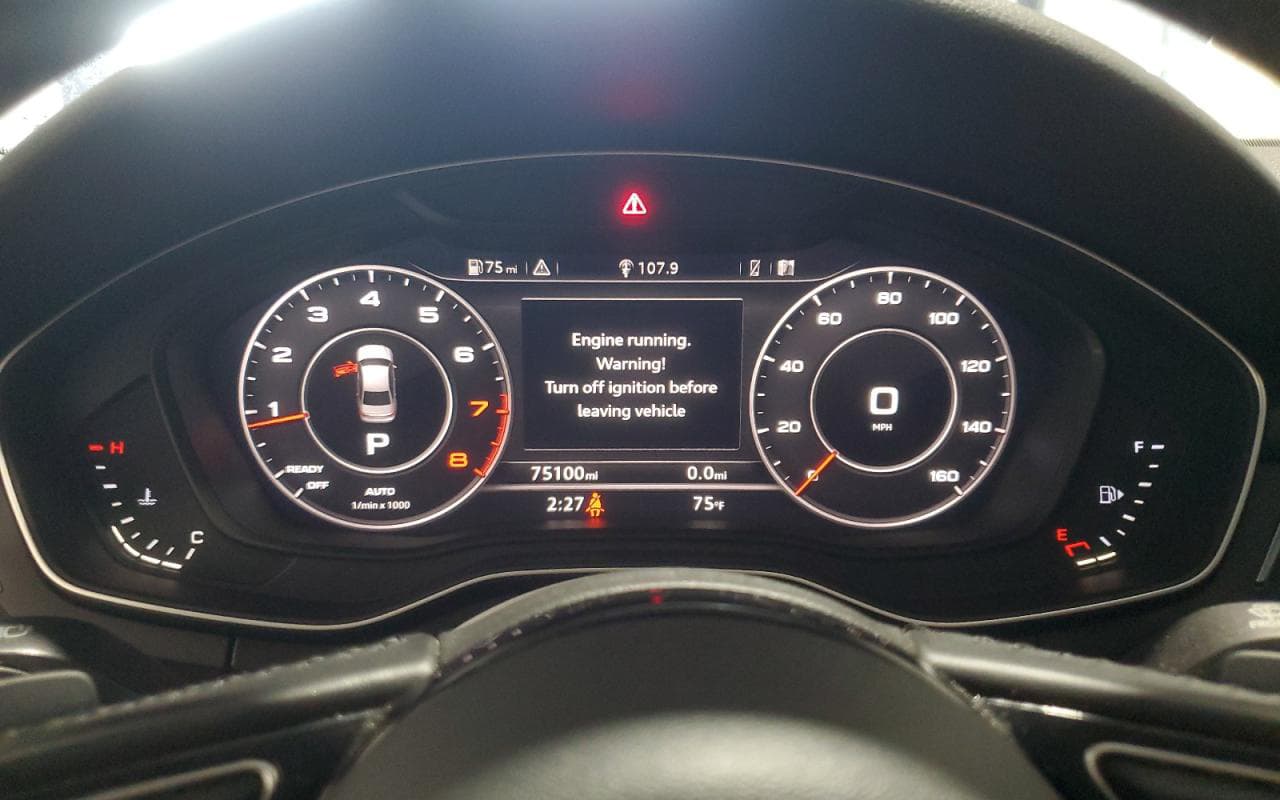 75 mi
107.9
1
2
3
4
5
6
7
8
P
READY
OFF
AUTO
1/min x 1000
Engine running.
Warning!
Turn off ignition before
leaving vehicle
75100mi 0.0mi
2:27 75°F
0
20
40
60
80
100
120
140
160
0
MPH
H
C
F
E